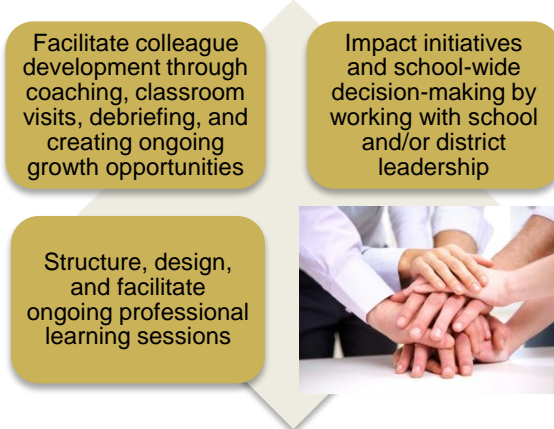 Facilitate colleague
development through
coaching, classroom
visits, debriefing, and
creating ongoing
growth opportunities
Impact initiatives
and school-wide
decision-making by
working with school
and/or district
leadership
Structure, design,
and facilitate
ongoing professional
learning sessions